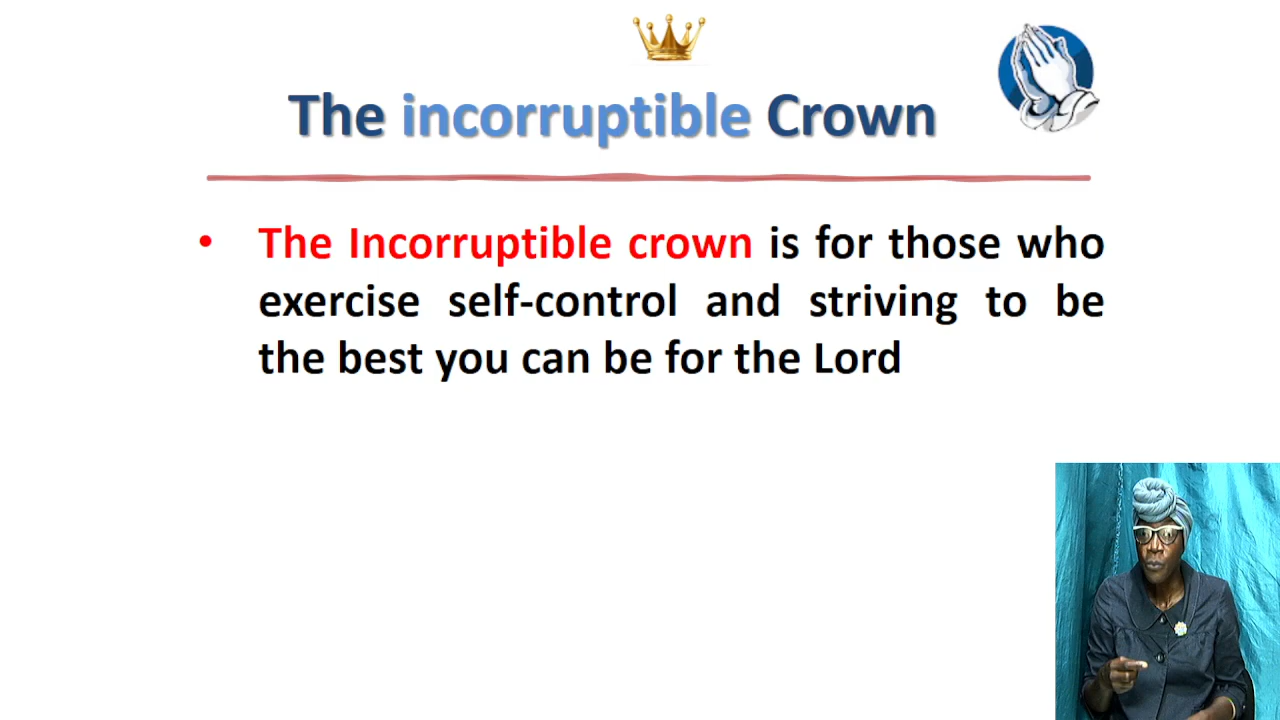 The incorruptible Crown
• The Incorruptible crown is for those who
exercise self-control and striving to be
the best you can be for the Lord